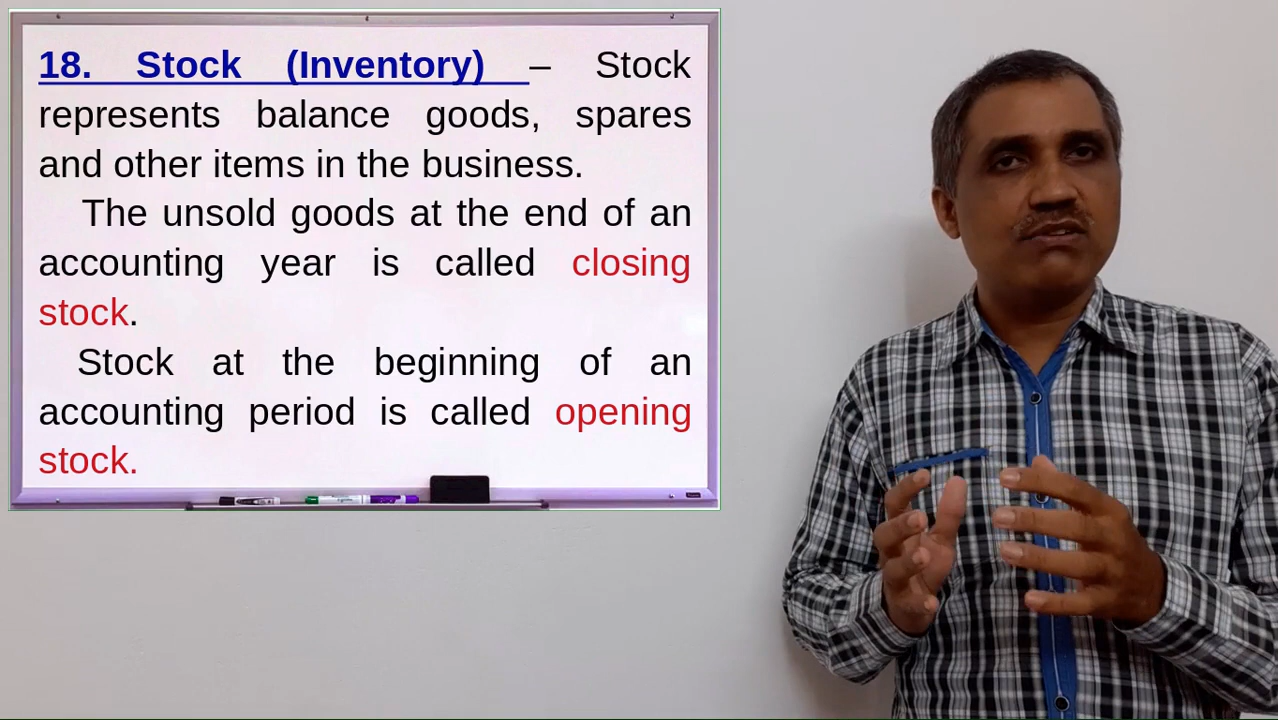 18. Stock (Inventory) – Stock
represents balance goods, spares
and other items in the business.
The unsold goods at the end of an
accounting year is called closing
stock.
Stock at the beginning of an
accounting period is called opening
stock.